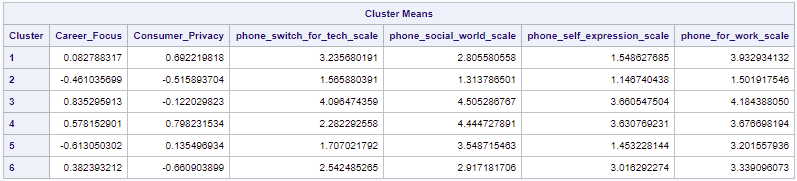 Cluster Means
Cluster Career_Focus Consumer_Privacy phone_switch_for_tech_scale phone_social_world_scale phone_self_expression_scale phone_for_work_scale
1 0.082788317 0.692219818 3.235680191 2.805580558 1.548627685 3.932934132
2 -0.461035699 -0.515893704 1.565880391 1.313786501 1.146740438 1.501917546
3 0.835295913 -0.122029823 4.096474359 4.505286767 3.660547504 4.184388050
4 0.578152901 0.798231534 2.282292558 4.444727891 3.630769231 3.676698194
5 -0.613050302 0.135496934 1.707021792 3.548715463 1.453228144 3.201557936
6 0.382393212 -0.660903899 2.542485265 2.917181706 3.016292274 3.339096073